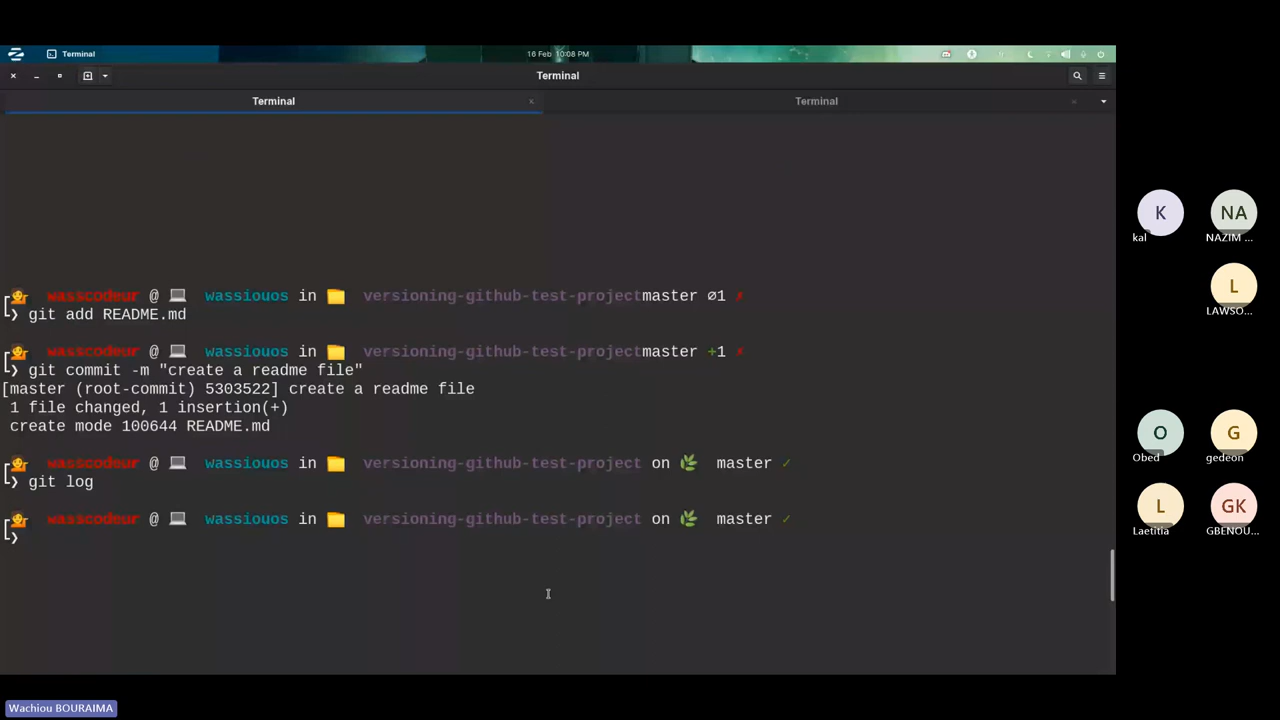 Terminal
16 Feb 10:08 PM
Terminal
Terminal
Terminal
wasscodeur @ wassiouos in versioning-github-test-projectmaster ∅1 ✗
❯ git add README.md
wasscodeur @ wassiouos in versioning-github-test-projectmaster +1 ✗
❯ git commit -m "create a readme file"
[master (root-commit) 5303522] create a readme file
1 file changed, 1 insertion(+)
create mode 100644 README.md
wasscodeur @ wassiouos in versioning-github-test-project on master ✓
❯ git log
wasscodeur @ wassiouos in versioning-github-test-project on master ✓
❯
K
kal
NA
NAZIM ...
L
LAWSO...
O
Obed
G
gedeon
L
Laetitia
GK
GBENOU...
Wachiou BOURAIMA